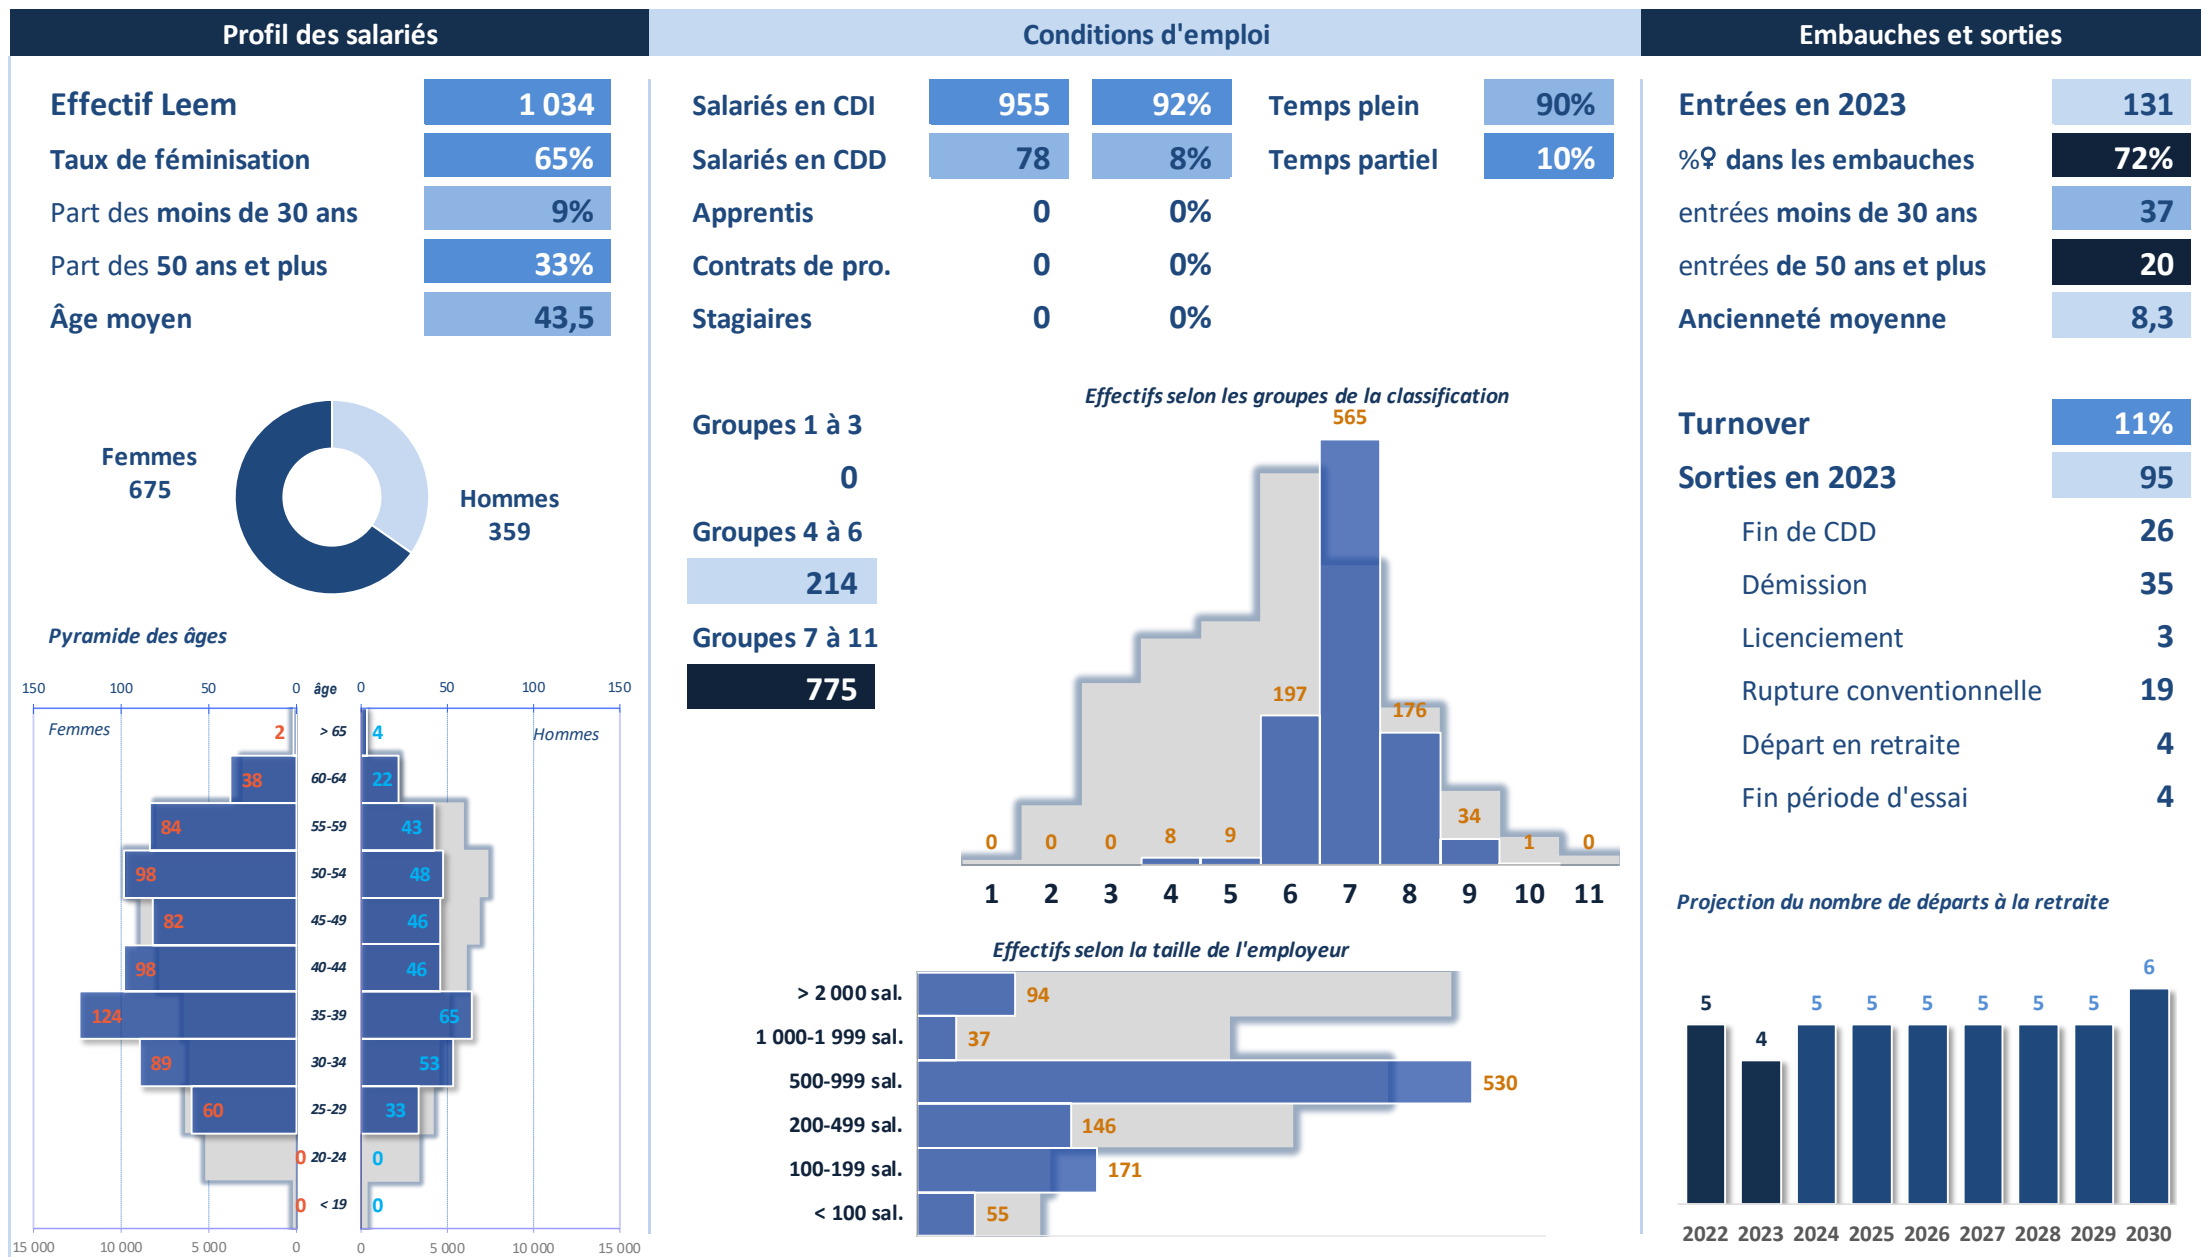 Profil des salariés
Conditions d'emploi
Embauches et sorties
Effectif Leem 1 034
Taux de féminisation 65%
Part des moins de 30 ans 9%
Part des 50 ans et plus 33%
Âge moyen 43,5
Femmes
675
Hommes
359
Pyramide des âges
150 100 50 0 âge 0 50 100 150
Femmes
Hommes
2 > 65 4
38 60-64 22
84 55-59 43
98 50-54 48
82 45-49 46
98 40-44 46
124 35-39 65
89 30-34 53
60 25-29 33
0 20-24 0
0 < 19 0
15 000 10 000 5 000 0 0 5 000 10 000 15 000
Salariés en CDI 955 92% Temps plein 90%
Salariés en CDD 78 8% Temps partiel 10%
Apprentis 0 0%
Contrats de pro. 0 0%
Stagiaires 0 0%
Groupes 1 à 3
0
Groupes 4 à 6
214
Groupes 7 à 11
775
Effectifs selon les groupes de la classification
565
197
176
0 0 0 8 9 34 1 0
1 2 3 4 5 6 7 8 9 10 11
Effectifs selon la taille de l'employeur
> 2 000 sal. 94
1 000-1 999 sal. 37
500-999 sal. 530
200-499 sal. 146
100-199 sal. 171
< 100 sal. 55
Entrées en 2023 131
%♀ dans les embauches 72%
entrées moins de 30 ans 37
entrées de 50 ans et plus 20
Ancienneté moyenne 8,3
Turnover 11%
Sorties en 2023 95
Fin de CDD 26
Démission 35
Licenciement 3
Rupture conventionnelle 19
Départ en retraite 4
Fin période d'essai 4
Projection du nombre de départs à la retraite
5 4 5 5 5 5 5 5 6
2022 2023 2024 2025 2026 2027 2028 2029 2030